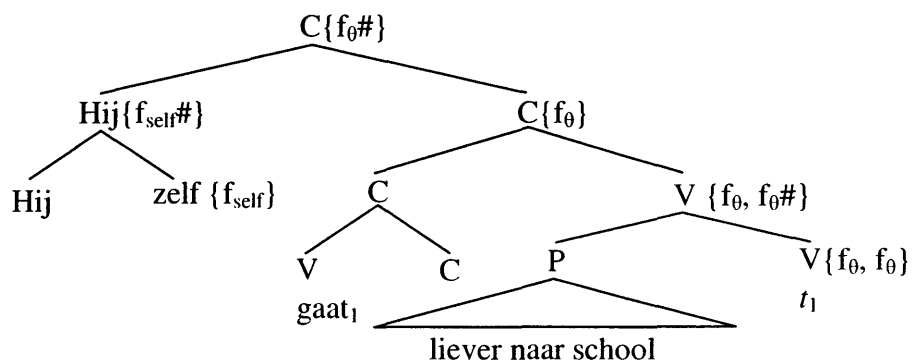 C{fθ#}
Hij{fself#} C{fθ}
Hij zelf {fself} C V {fθ, fθ#}
V C P V{fθ, fθ}
gaat1 t1
liever naar school